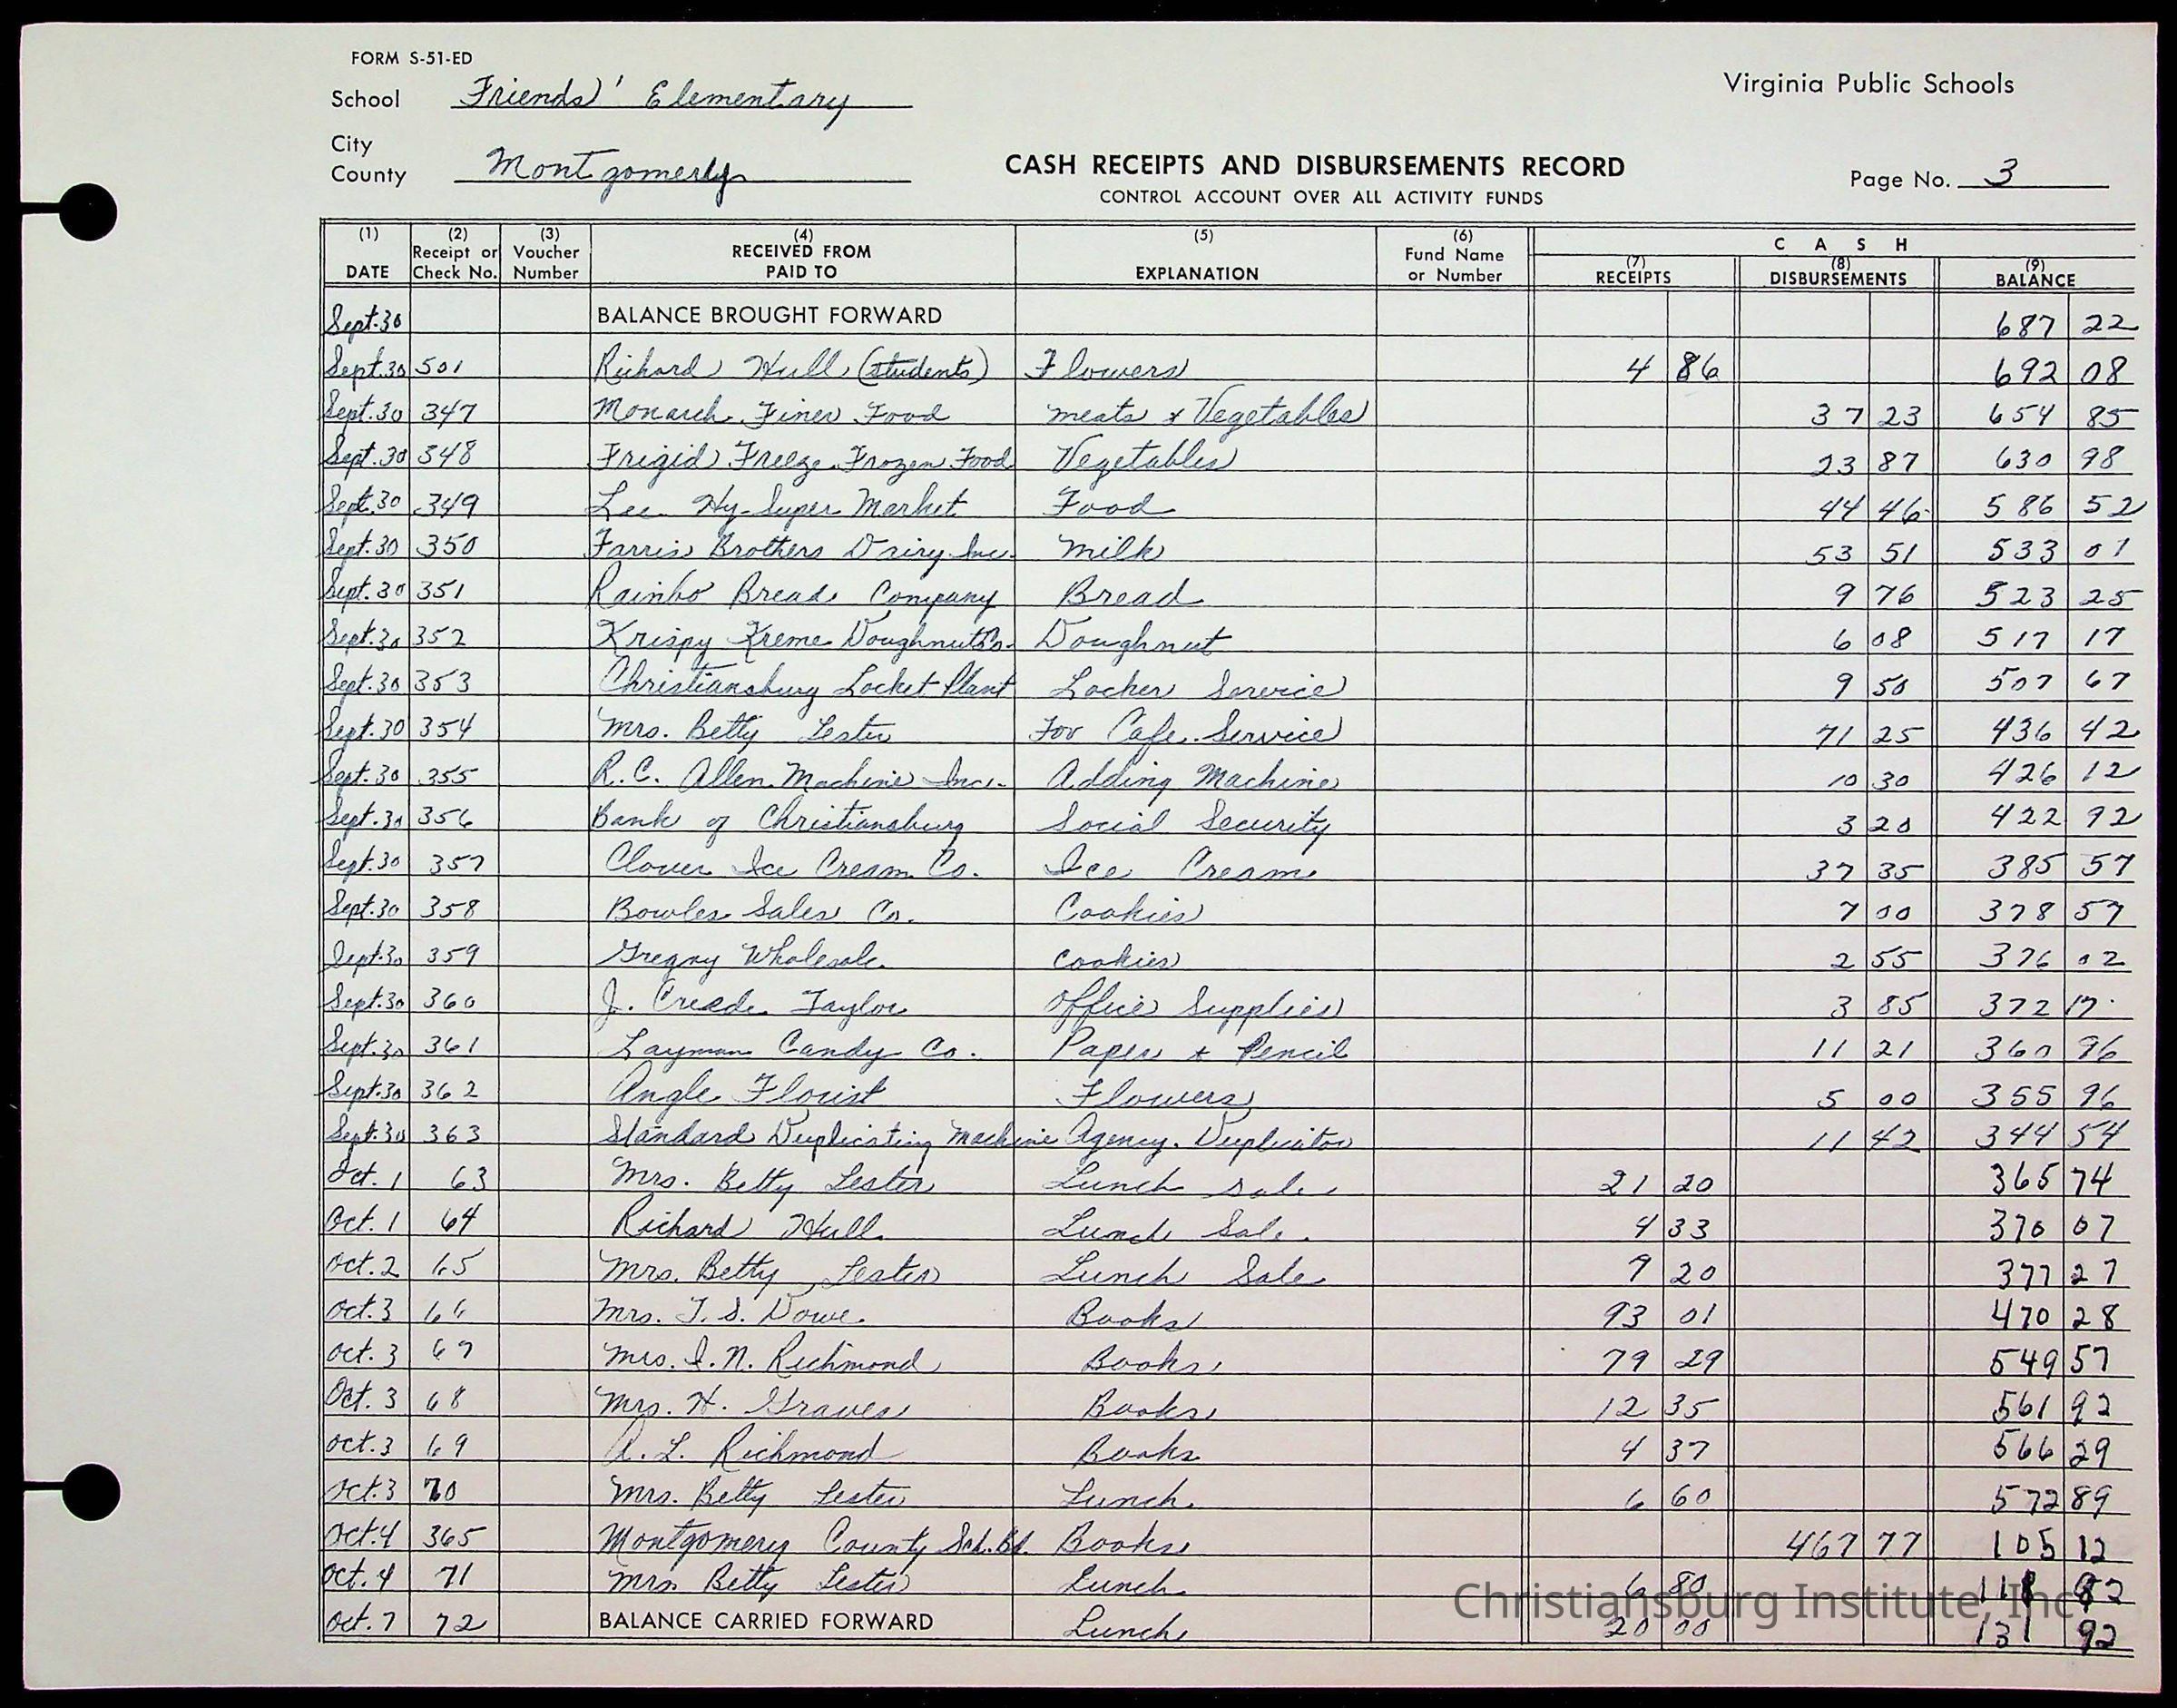 FORM S-51-ED
School Friends' Elementary
Virginia Public Schools
City
County Montgomery
CASH RECEIPTS AND DISBURSEMENTS RECORD
CONTROL ACCOUNT OVER ALL ACTIVITY FUNDS
Page No. 3
(1) DATE (2) Receipt or Check No. (3) Voucher Number (4) RECEIVED FROM PAID TO (5) EXPLANATION (6) Fund Name or Number CASH (7) RECEIPTS (8) DISBURSEMENTS (9) BALANCE
Sept. 30 BALANCE BROUGHT FORWARD 687 22
Sept. 30 501 Richard Hull (students) Flowers 4 86 692 08
Sept. 30 347 Monarch Finer Food meats & Vegetables 37 23 654 85
Sept. 30 348 Frigid Freeze Frozen Food Vegetables 23 87 630 98
Sept. 30 349 Lee Hy-Super Market Food 44 46 586 52
Sept. 30 350 Farris Brothers Dairy Inc. Milk 53 51 533 01
Sept. 30 351 Rainbo Bread Company Bread 9 76 523 25
Sept. 30 352 Krispy Kreme Doughnut Co. Doughnut 6 08 517 17
Sept. 30 353 Christiansburg Locket Plant Locker Service 9 50 507 67
Sept. 30 354 Mrs. Betty Lester For Cafe. Service 71 25 436 42
Sept. 30 355 R.C. Allen Machine Inc. Adding Machine 10 30 426 12
Sept. 30 356 Bank of Christiansburg Social Security 3 20 422 92
Sept. 30 357 Clover Ice Cream Co. Ice Cream 37 35 385 57
Sept. 30 358 Bowles Sales Co. Cookies 7 00 378 57
Sept. 30 359 Gregory Wholesale Cookies 2 55 376 02
Sept. 30 360 J. Creede Taylor Office Supplies 3 85 372 17
Sept. 30 361 Layman Candy Co. Paper & Pencil 11 21 360 96
Sept. 30 362 Angle Florist Flowers 5 00 355 96
Sept. 30 363 Standard Duplicating Machine Agency. Duplicator 11 42 344 54
Oct. 1 63 Mrs. Betty Lester Lunch Sale 21 20 365 74
Oct. 1 64 Richard Hull Lunch Sale 4 33 370 07
Oct. 2 65 Mrs. Betty Lester Lunch Sale 7 20 377 27
Oct. 3 66 Mrs. T. S. Dowe Books 93 01 470 28
Oct. 3 67 Mrs. I. N. Richmond Books 79 29 549 57
Oct. 3 68 Mrs. H. Graves Books 12 35 561 92
Oct. 3 69 A. L. Richmond Books 4 37 566 29
Oct. 3 70 Mrs. Betty Lester Lunch 6 60 572 89
Oct. 4 365 Montgomery County Sch. Bd. Books 467 77 105 12
Oct. 4 71 Mrs Betty Lester Lunch 6 80
Oct. 7 72 BALANCE CARRIED FORWARD Lunch 20 00 131 92
Christiansburg Institute, Inc